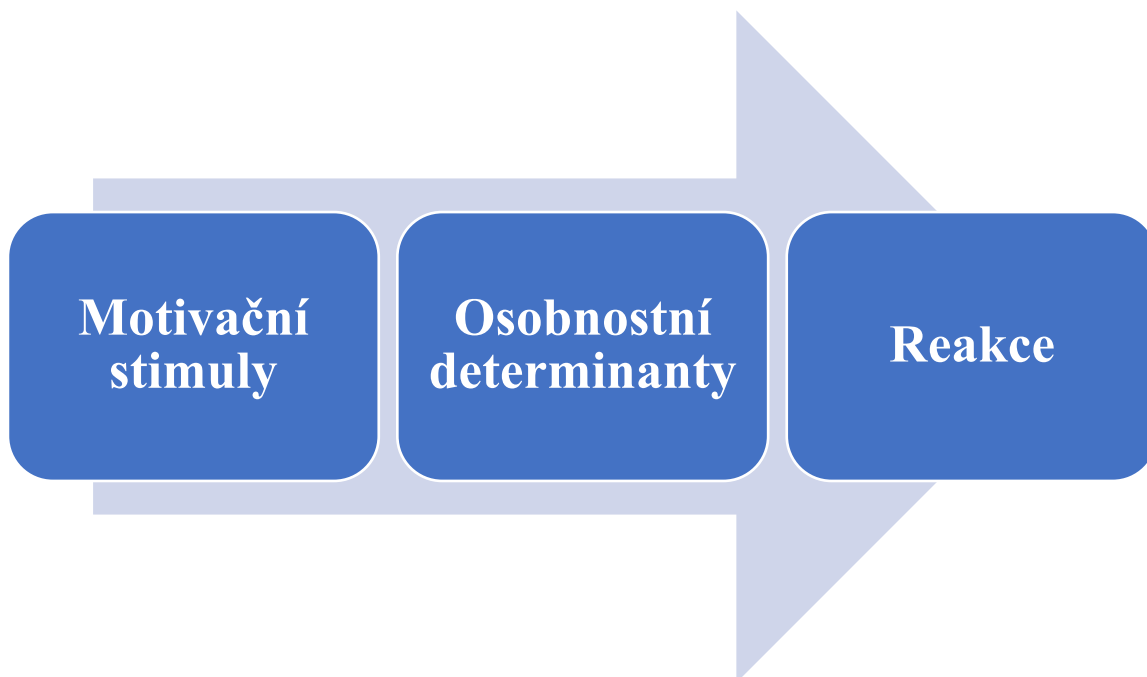 Motivační
stimuly
Osobnostní
determinanty
Reakce